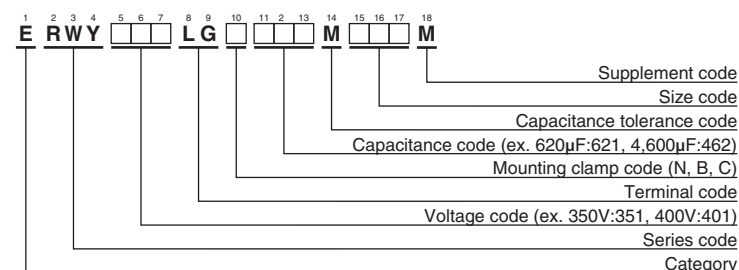 1 2 3 4 5 6 7 8 9 10 11 2 13 14 15 16 17 18
E RWY □□□ LG □ □□□ M □□□ M
Supplement code
Size code
Capacitance tolerance code
Capacitance code (ex. 620µF:621, 4,600µF:462)
Mounting clamp code (N, B, C)
Terminal code
Voltage code (ex. 350V:351, 400V:401)
Series code
Category